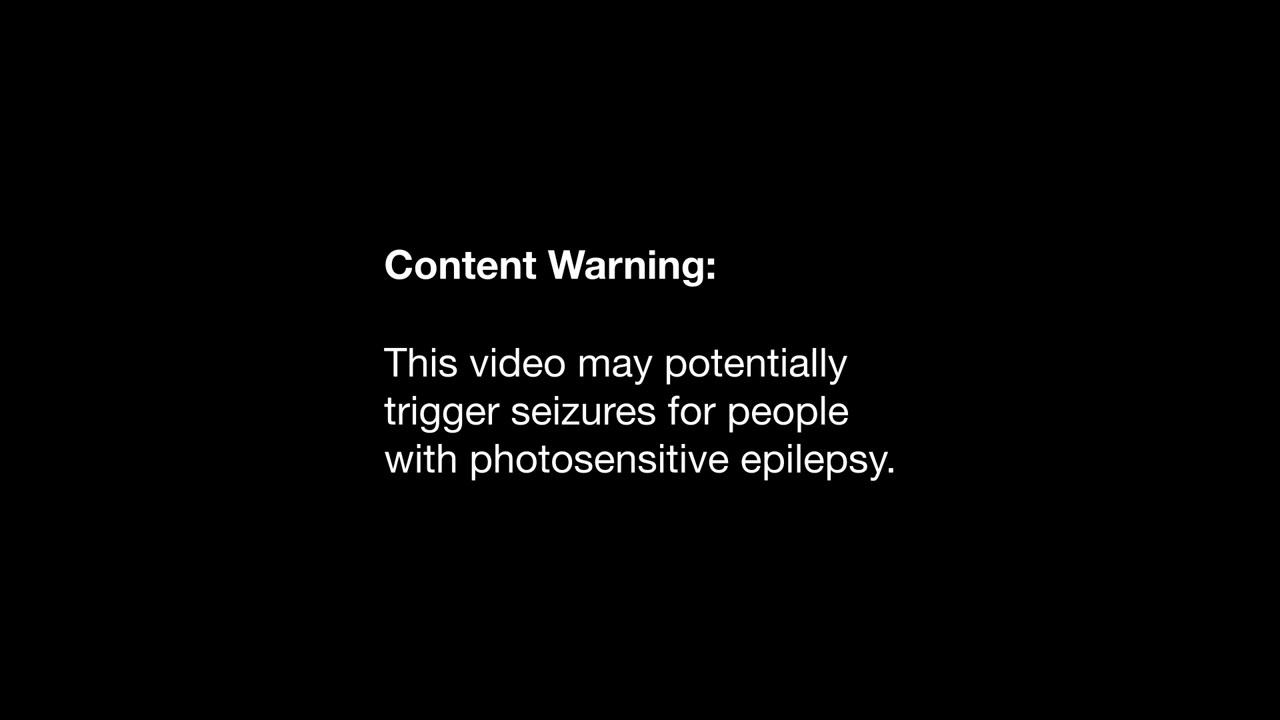 Content Warning:
This video may potentially
trigger seizures for people
with photosensitive epilepsy.